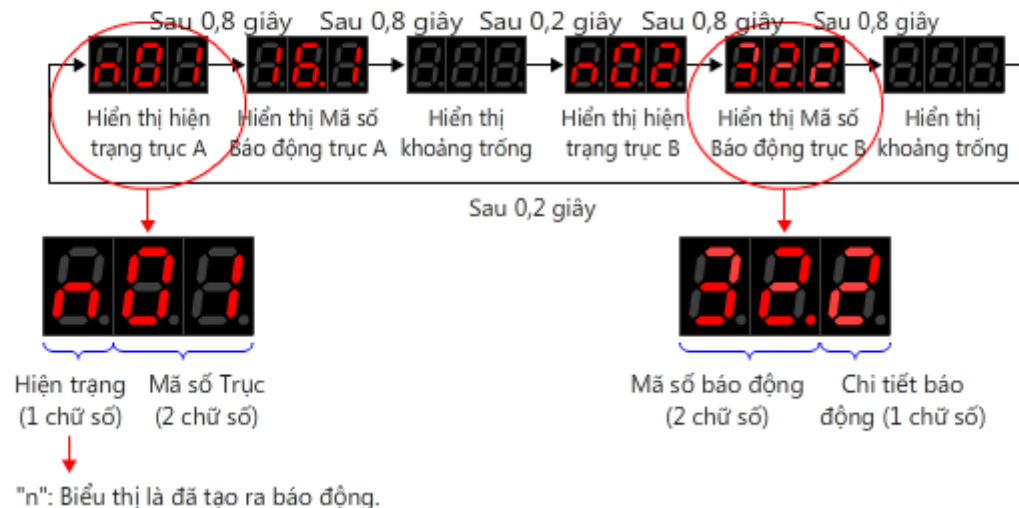 Sau 0,8 giây Sau 0,8 giây Sau 0,2 giây Sau 0,8 giây Sau 0,8 giây
n01 16.1 n02 32.2
Hiển thị hiện Hiển thị Mã số Hiển thị Hiển thị hiện Hiển thị Mã số Hiển thị
trạng trục A Báo động trục A khoảng trống trạng trục B Báo động trục B khoảng trống
Sau 0,2 giây
n01 32.2
Hiện trạng Mã số Trục Mã số báo động Chi tiết báo
(1 chữ số) (2 chữ số) (2 chữ số) động (1 chữ số)
"n": Biểu thị là đã tạo ra báo động.